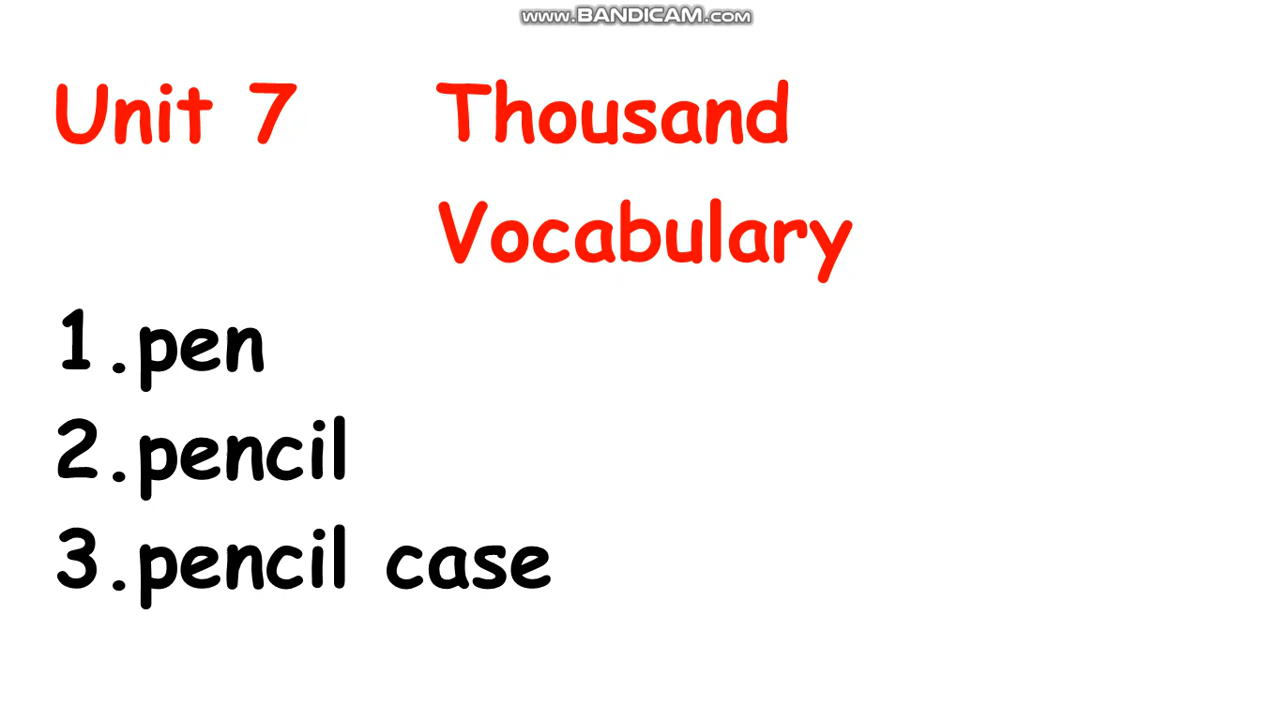 www.BANDICAM.com
Unit 7 Thousand
Vocabulary
1.pen
2.pencil
3.pencil case